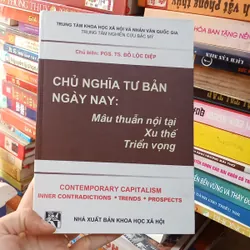 TRUNG TÂM KHOA HỌC XÃ HỘI VÀ NHÂN VĂN QUỐC GIA
TRUNG TÂM NGHIÊN CỨU BẮC MỸ
Chủ biên: PGS. TS. ĐỖ LỘC DIỆP
CHỦ NGHĨA TƯ BẢN
NGÀY NAY:
Mâu thuẫn nội tại
Xu thế
Triển vọng
CONTEMPORARY CAPITALISM
INNER CONTRADICTIONS • TRENDS • PROSPECTS
NHÀ XUẤT BẢN KHOA HỌC XÃ HỘI